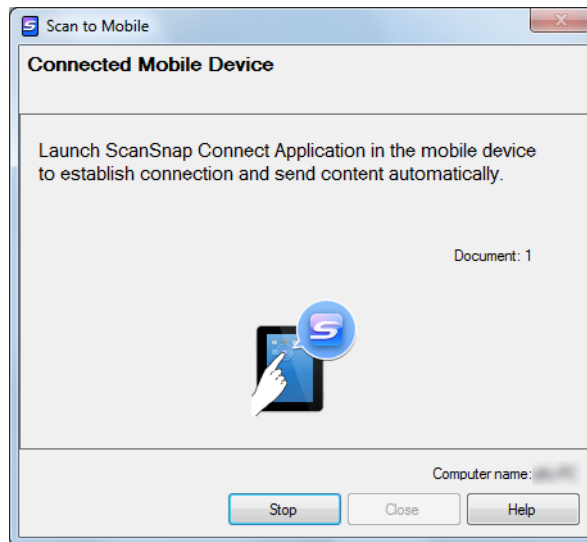 Scan to Mobile
Connected Mobile Device
Launch ScanSnap Connect Application in the mobile device
to establish connection and send content automatically.
Document: 1
Computer name:
Stop
Close
Help